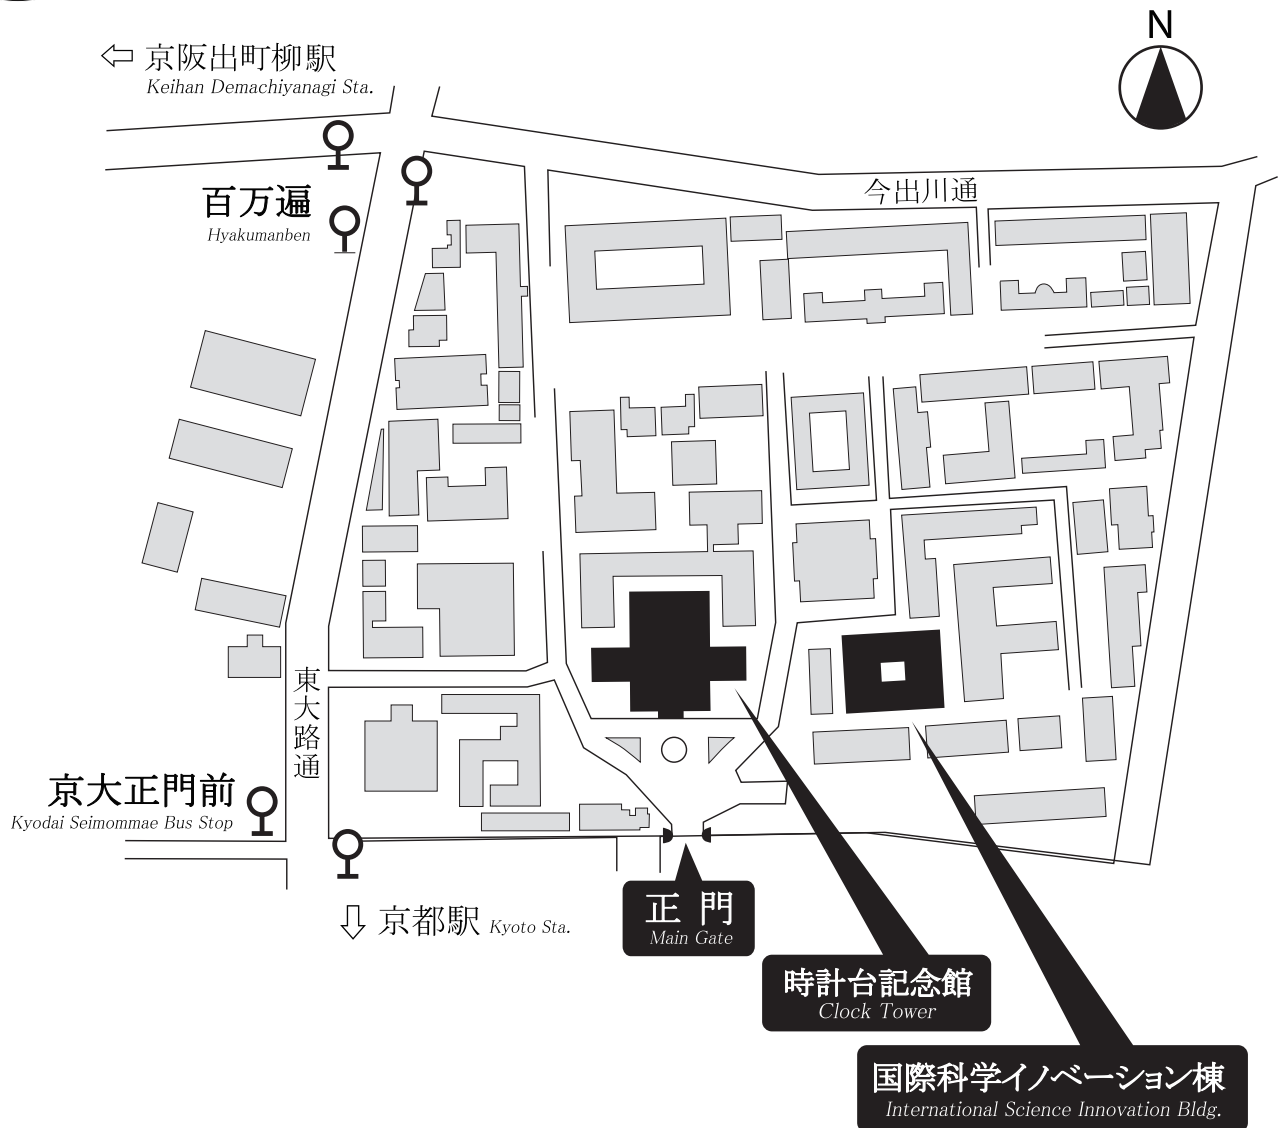 N
京阪出町柳駅
Keihan Demachiyanagi Sta.
今出川通
百万遍
Hyakumanben
東大路通
京大正門前
Kyodai Seimommae Bus Stop
京都駅 Kyoto Sta.
正門
Main Gate
時計台記念館
Clock Tower
国際科学イノベーション棟
International Science Innovation Bldg.